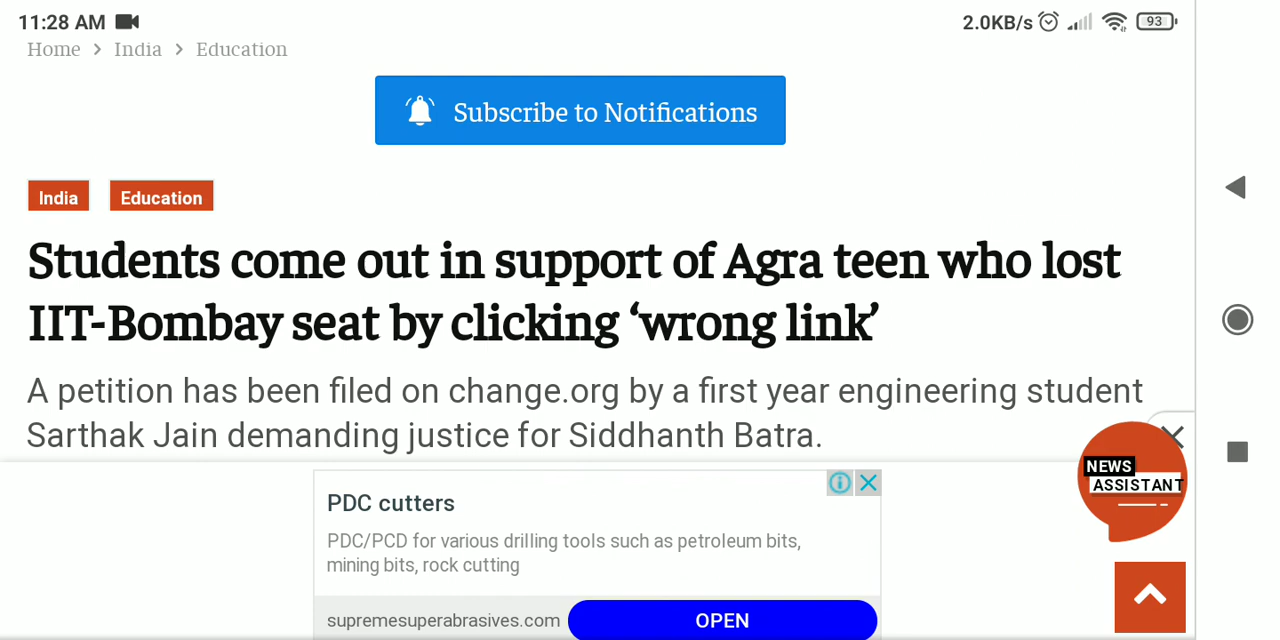 11:28 AM 2.0KB/s 93
Home > India > Education
Subscribe to Notifications
India Education
Students come out in support of Agra teen who lost
IIT-Bombay seat by clicking ‘wrong link’
A petition has been filed on change.org by a first year engineering student
Sarthak Jain demanding justice for Siddhanth Batra.
NEWS
ASSISTANT
PDC cutters
PDC/PCD for various drilling tools such as petroleum bits,
mining bits, rock cutting
supremesuperabrasives.com OPEN